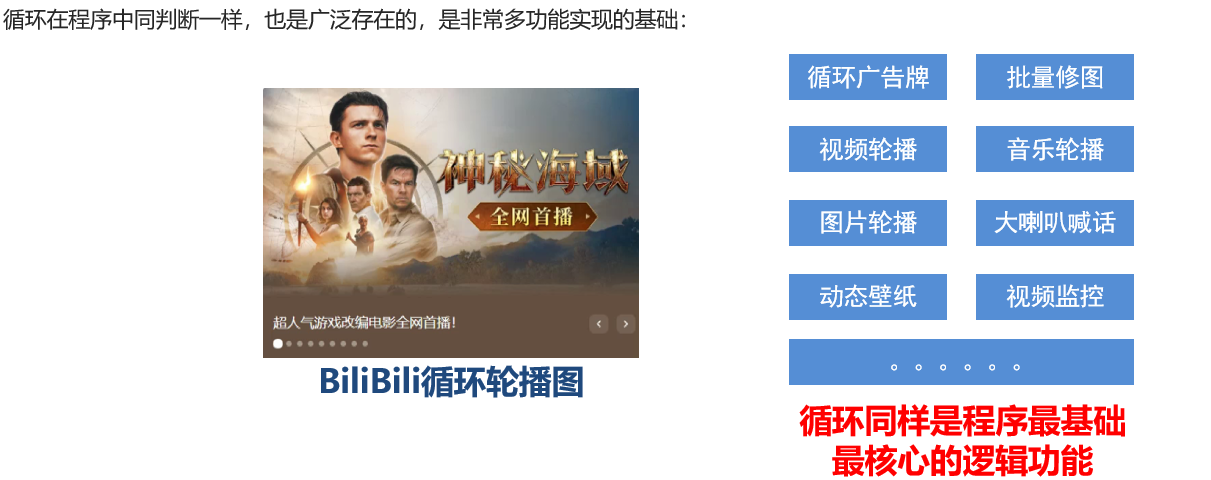 循环在程序中同判断一样，也是广泛存在的，是非常多功能实现的基础：
神秘海域
全网首播
超人气游戏改编电影全网首播！
BiliBili循环轮播图
循环广告牌 批量修图
视频轮播 音乐轮播
图片轮播 大喇叭喊话
动态壁纸 视频监控
。。。。。。
循环同样是程序最基础
最核心的逻辑功能